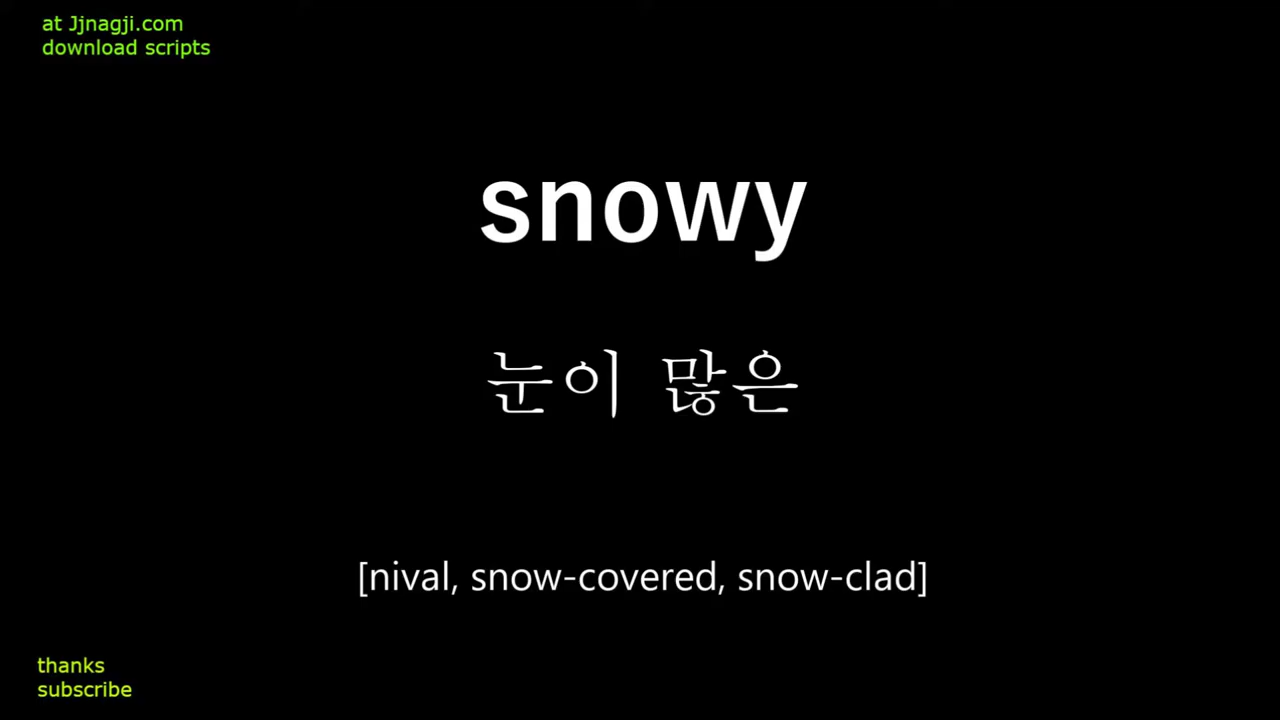 at Jjnagji.com
download scripts
snowy
눈이 많은
[nival, snow-covered, snow-clad]
thanks
subscribe